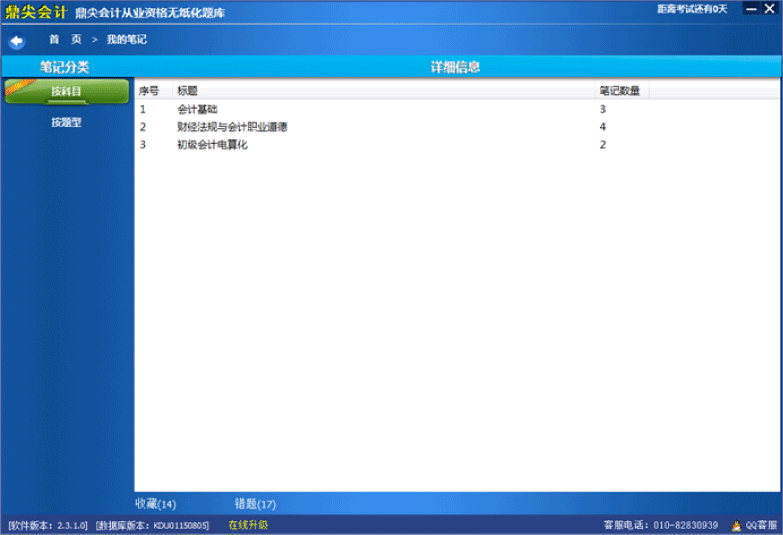 鼎尖会计 鼎尖会计从业资格无纸化题库 距离考试还有0天
首 页 > 我的笔记
笔记分类 详细信息
按科目
按题型
序号 标题 笔记数量
1 会计基础 3
2 财经法规与会计职业道德 4
3 初级会计电算化 2
收藏(14) 错题(17)
[软件版本: 2.3.1.0] [数据库版本: KDU01150805] 在线升级 客服电话: 010-82830939 QQ客服